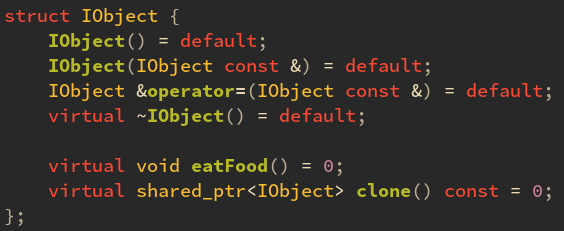 struct IObject {
    IObject() = default;
    IObject(IObject const &) = default;
    IObject &operator=(IObject const &) = default;
    virtual ~IObject() = default;

    virtual void eatFood() = 0;
    virtual shared_ptr<IObject> clone() const = 0;
};